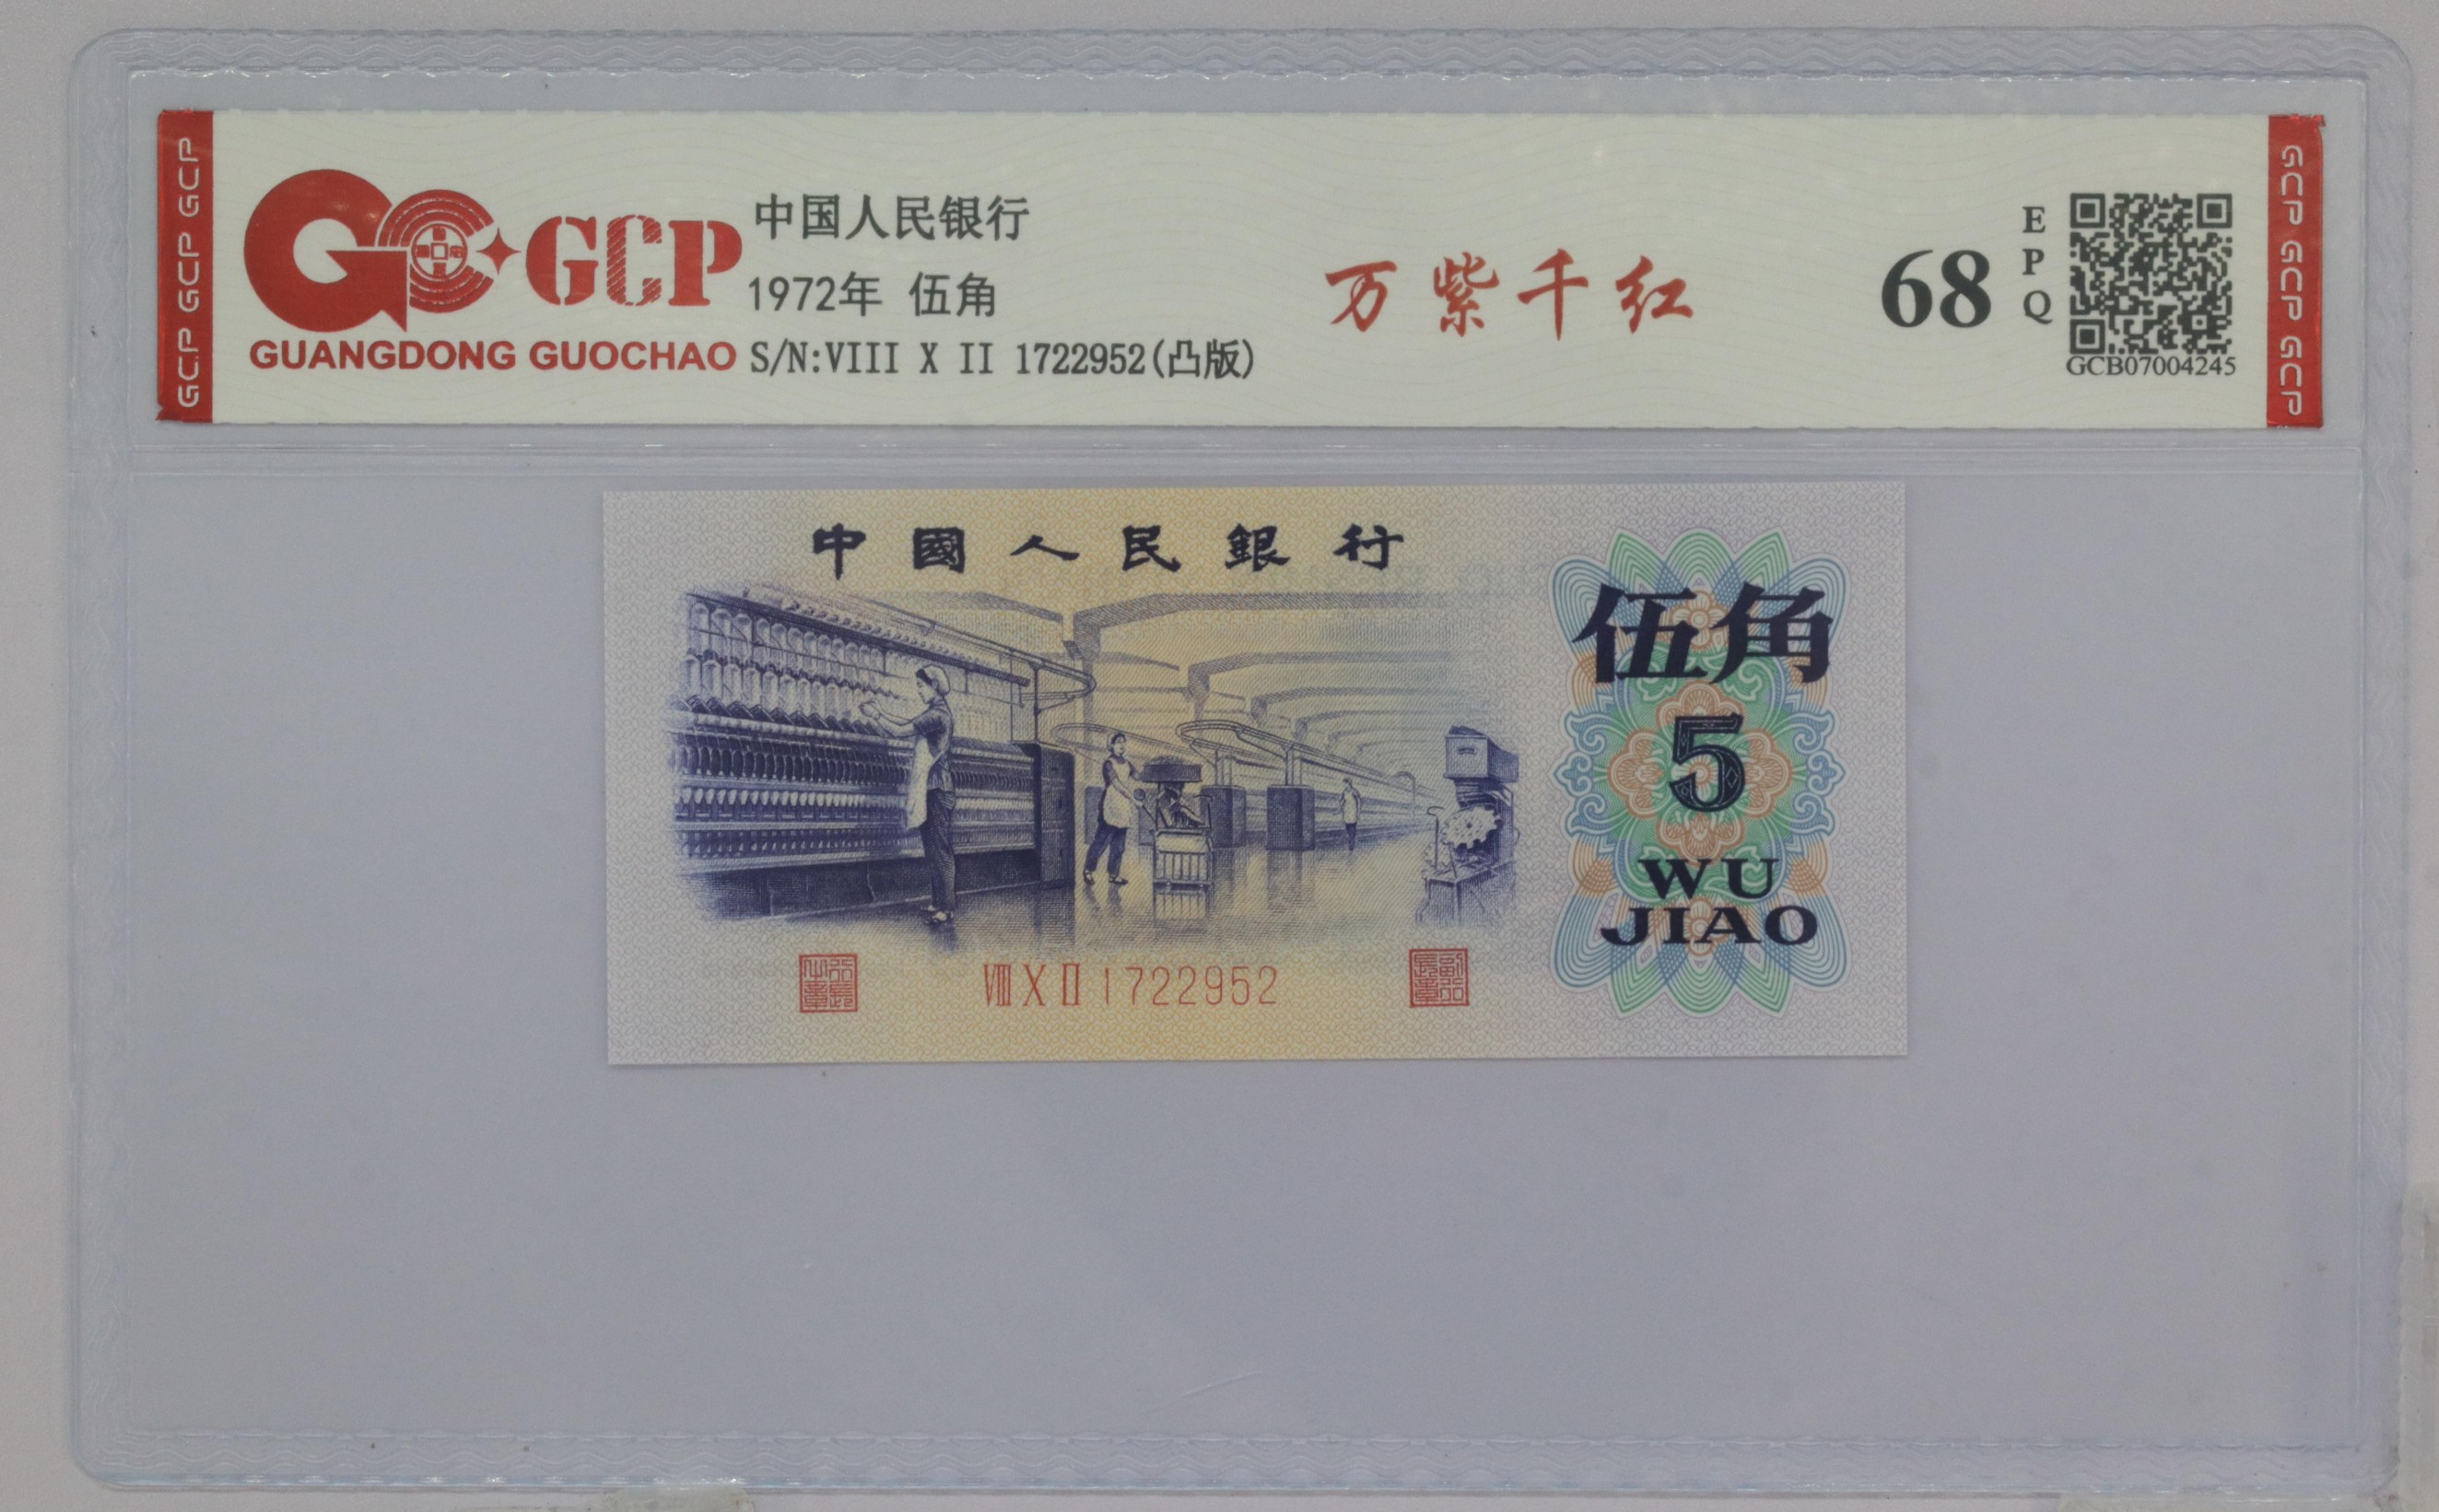 GCP GCP GCP
GCP
GUANGDONG GUOCHAO
中国人民银行
1972年 伍角
S/N:VIII X II 1722952(凸版)
万紫千红
68
E
P
Q
GCB07004245
GCP GCP GCP
中國人民銀行
伍角
5
WU
JIAO
VIII X II 1722952